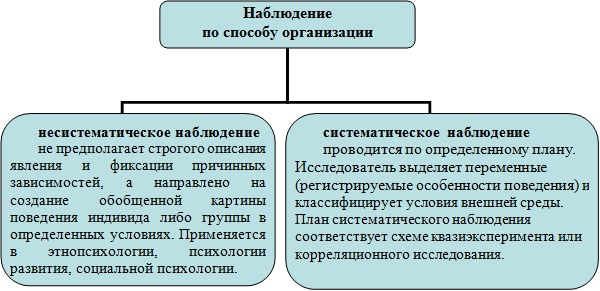 Наблюдение
по способу организации
несистематическое наблюдение
не предполагает строгого описания
явления и фиксации причинных
зависимостей, а направлено на
создание обобщенной картины
поведения индивида либо группы в
определенных условиях. Применяется
в этнопсихологии, психологии
развития, социальной психологии.
систематическое наблюдение
проводится по определенному плану.
Исследователь выделяет переменные
(регистрируемые особенности поведения) и
классифицирует условия внешней среды.
План систематического наблюдения
соответствует схеме квазиэксперимента или
корреляционного исследования.